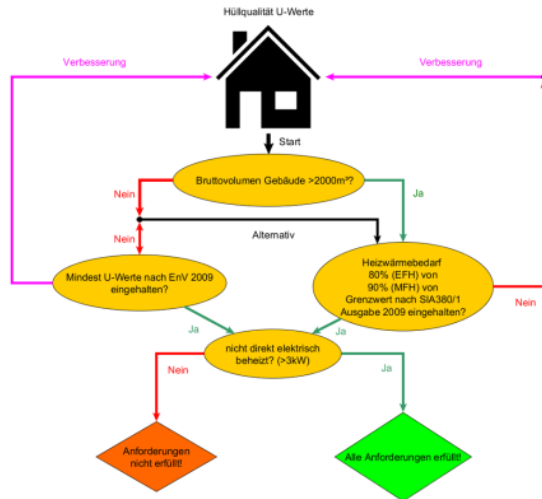 Hüllqualität U-Werte
Verbesserung
Verbesserung
Start
Bruttovolumen Gebäude >2000m³?
Nein
Ja
Nein
Alternativ
Mindest U-Werte nach EnV 2009
eingehalten?
Heizwärmebedarf
80% (EFH) von
90% (MFH) von
Grenzwert nach SIA380/1
Ausgabe 2009 eingehalten?
Nein
Ja
Ja
nicht direkt elektrisch
beheizt? (>3kW)
Nein
Ja
Anforderungen
nicht erfüllt!
Alle Anforderungen erfüllt!